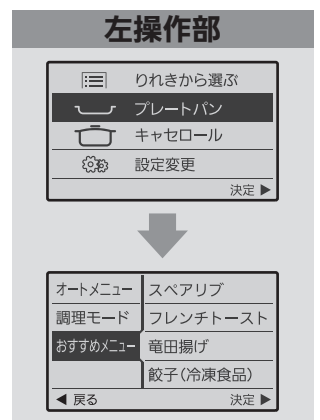 左操作部
りれきから選ぶ
プレートパン
キャセロール
設定変更
決定 ▶
オートメニュー スペアリブ
調理モード フレンチトースト
おすすめメニュー 竜田揚げ
餃子(冷凍食品)
◀ 戻る 決定 ▶